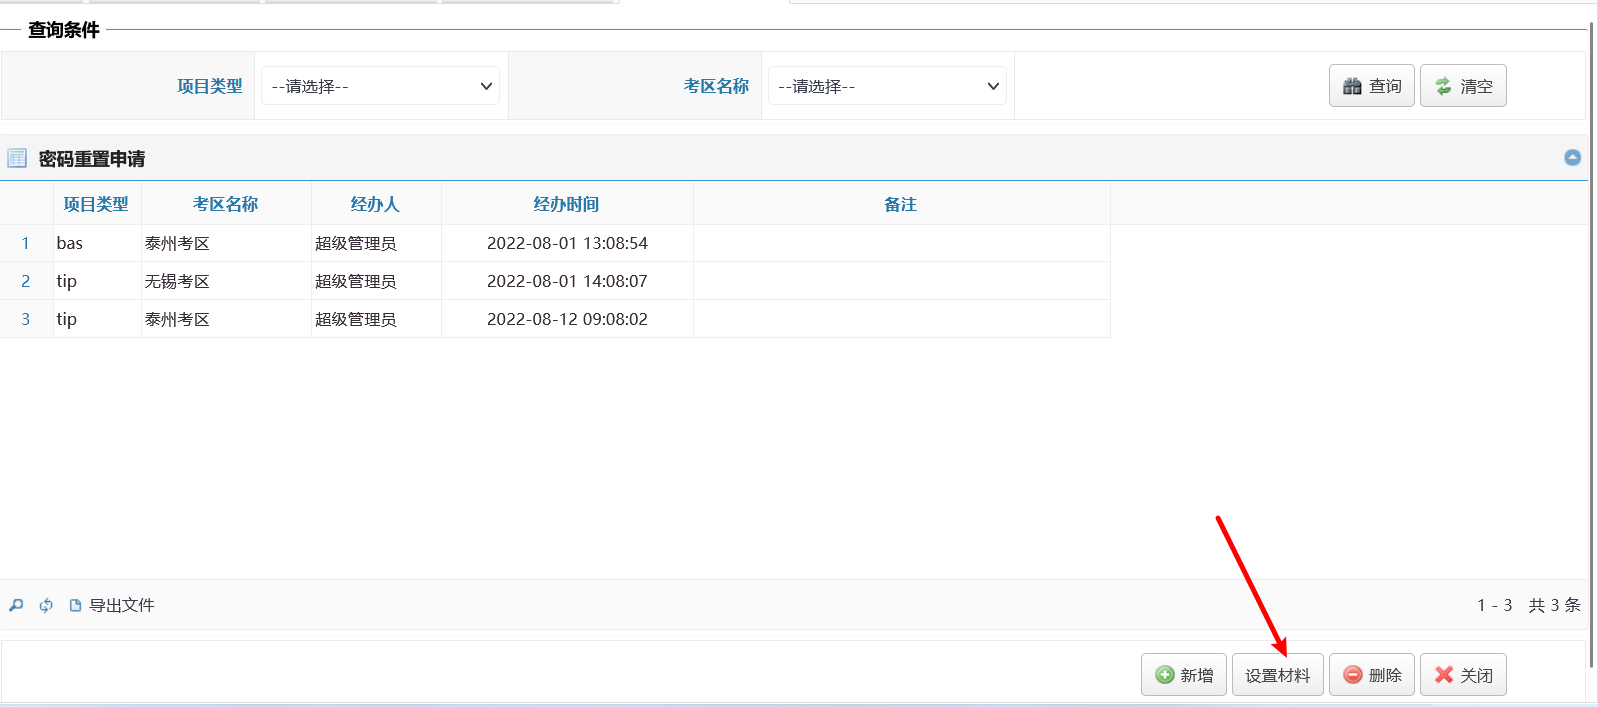 查询条件
项目类型 --请选择-- 考区名称 --请选择-- 查询 清空
密码重置申请
项目类型 考区名称 经办人 经办时间 备注
1 bas 泰州考区 超级管理员 2022-08-01 13:08:54
2 tip 无锡考区 超级管理员 2022-08-01 14:08:07
3 tip 泰州考区 超级管理员 2022-08-12 09:08:02
导出文件 1 - 3 共 3 条
新增 设置材料 删除 关闭